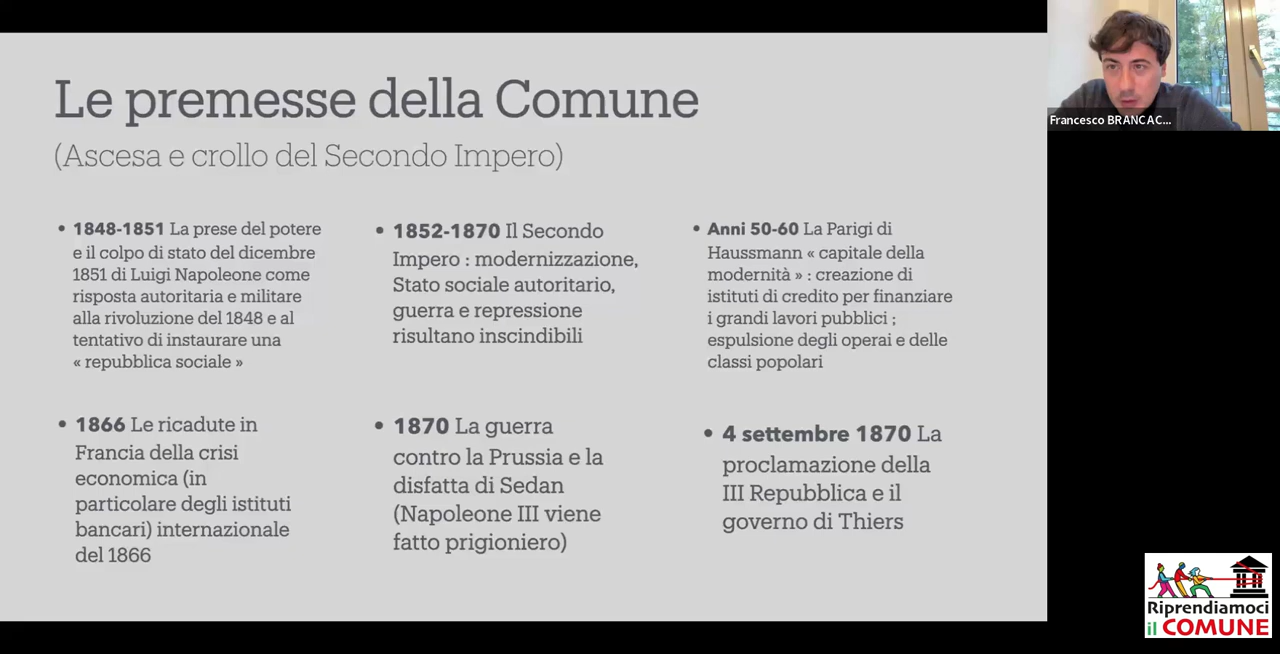 Le premesse della Comune
(Ascesa e crollo del Secondo Impero)
• 1848-1851 La prese del potere
e il colpo di stato del dicembre
1851 di Luigi Napoleone come
risposta autoritaria e militare
alla rivoluzione del 1848 e al
tentativo di instaurare una
« repubblica sociale »
• 1852-1870 Il Secondo
Impero : modernizzazione,
Stato sociale autoritario,
guerra e repressione
risultano inscindibili
• Anni 50-60 La Parigi di
Haussmann « capitale della
modernità » : creazione di
istituti di credito per finanziare
i grandi lavori pubblici ;
espulsione degli operai e delle
classi popolari
• 1866 Le ricadute in
Francia della crisi
economica (in
particolare degli istituti
bancari) internazionale
del 1866
• 1870 La guerra
contro la Prussia e la
disfatta di Sedan
(Napoleone III viene
fatto prigioniero)
• 4 settembre 1870 La
proclamazione della
III Repubblica e il
governo di Thiers
Francesco BRANCAC...
Riprendiamoci
il COMUNE